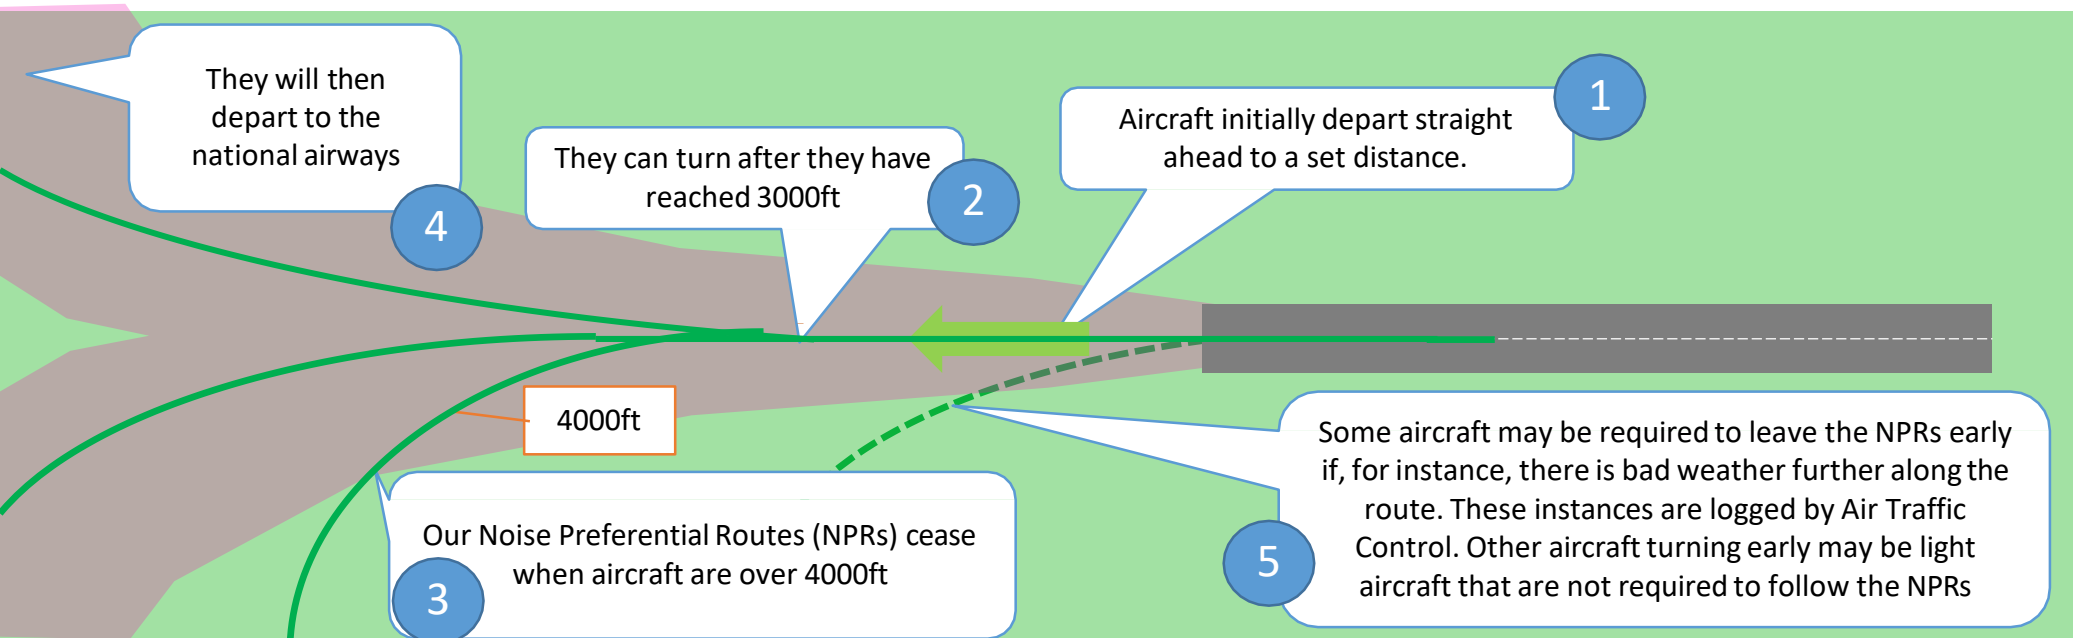 Aircraft initially depart straight
ahead to a set distance.
1
They can turn after they have
reached 3000ft
2
Our Noise Preferential Routes (NPRs) cease
when aircraft are over 4000ft
3
They will then
depart to the
national airways
4
4000ft
Some aircraft may be required to leave the NPRs early
if, for instance, there is bad weather further along the
route. These instances are logged by Air Traffic
Control. Other aircraft turning early may be light
aircraft that are not required to follow the NPRs
5